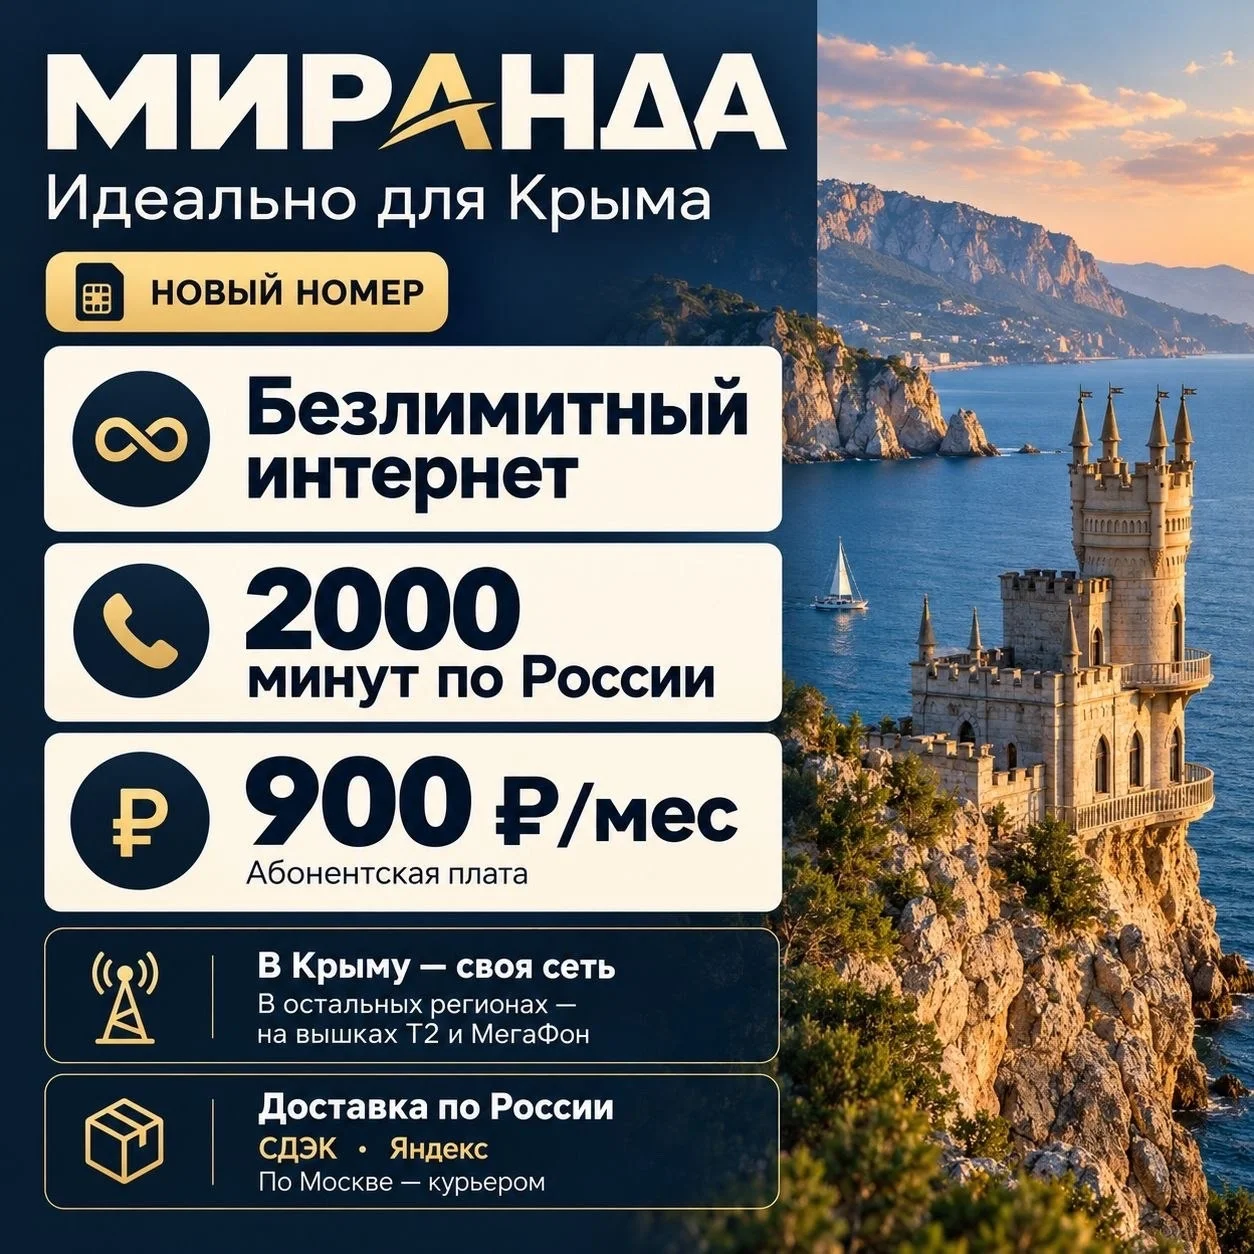 МИРАНДА
Идеально для Крыма
НОВЫЙ НОМЕР
Безлимитный
интернет
2000
минут по России
900 ₽/мес
Абонентская плата
В Крыму — своя сеть
В остальных регионах —
на вышках Т2 и МегаФон
Доставка по России
СДЭК • Яндекс
По Москве — курьером